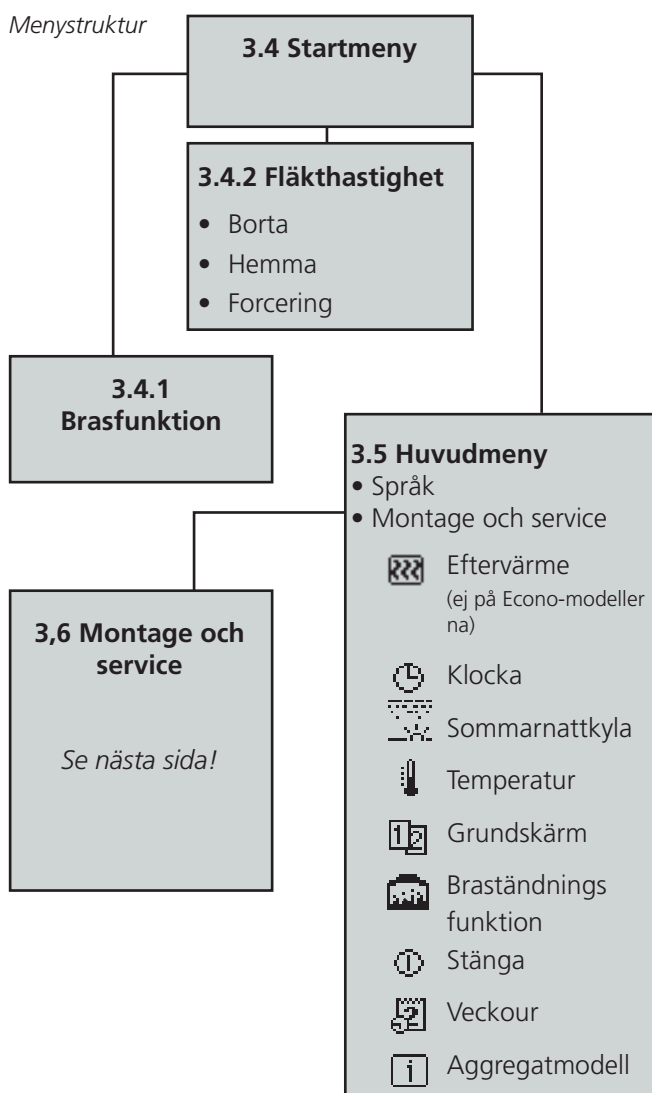 Menystruktur
3.4 Startmeny
3.4.2 Fläkthastighet
• Borta
• Hemma
• Forcering
3.4.1
Brasfunktion
3.5 Huvudmeny
• Språk
• Montage och service
Eftervärme
(ej på Econo-modeller
na)
Klocka
Sommarnattkyla
Temperatur
Grundskärm
Braständnings
funktion
Stänga
Veckour
Aggregatmodell
3,6 Montage och
service
Se nästa sida!